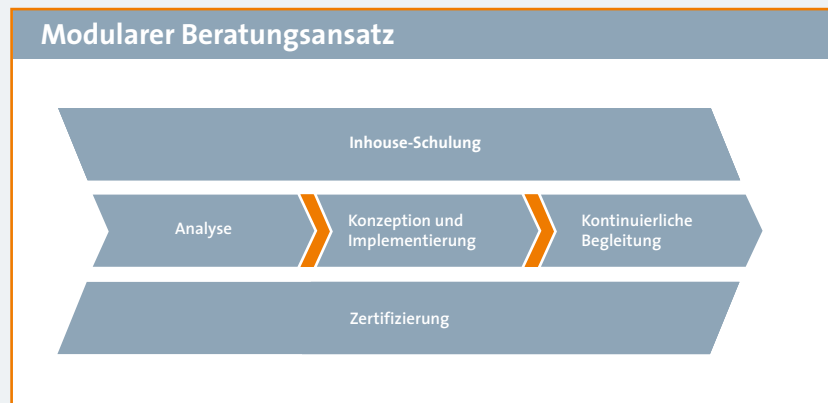 Modularer Beratungsansatz
Inhouse-Schulung
Analyse
Konzeption und
Implementierung
Kontinuierliche
Begleitung
Zertifizierung